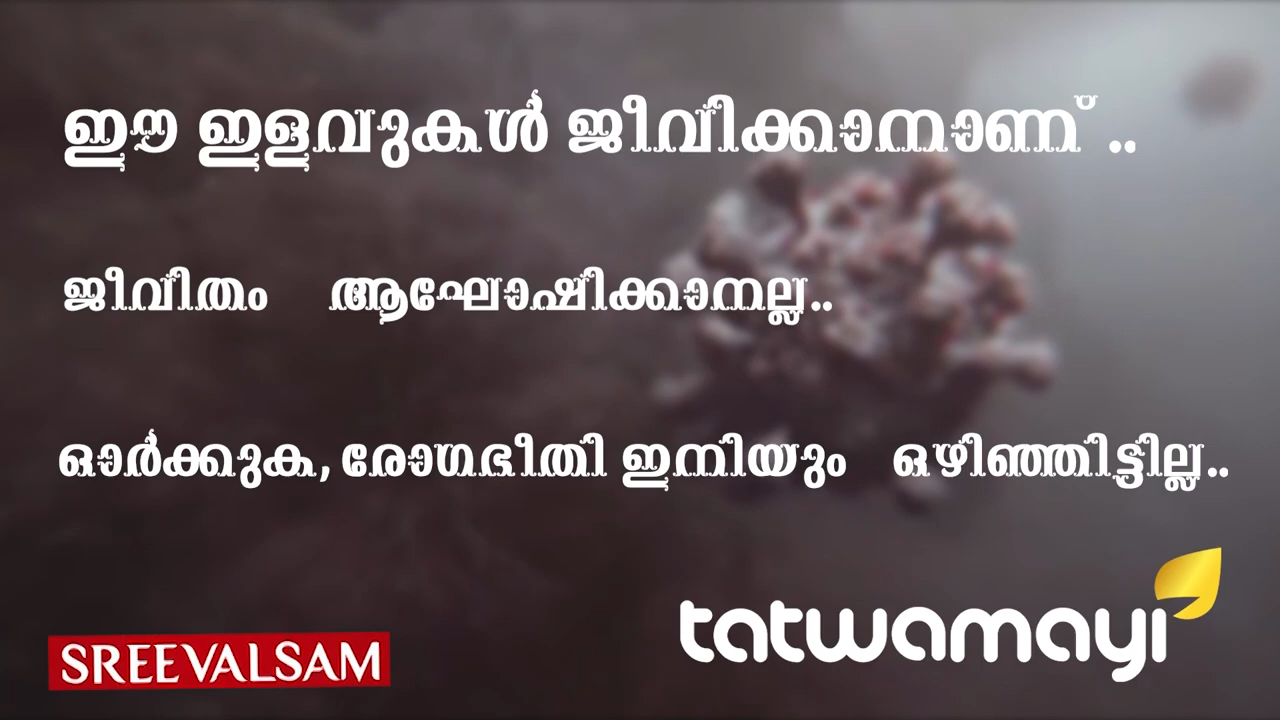 ഈ ഇളവുകൾ ജീവിക്കാനാണ് ..
ജീവിതം ആഘോഷിക്കാനല്ല..
ഓർക്കുക, രോഗഭീതി ഇനിയും ഒഴിഞ്ഞിട്ടില്ല..
tatwamayi
SREEVALSAM